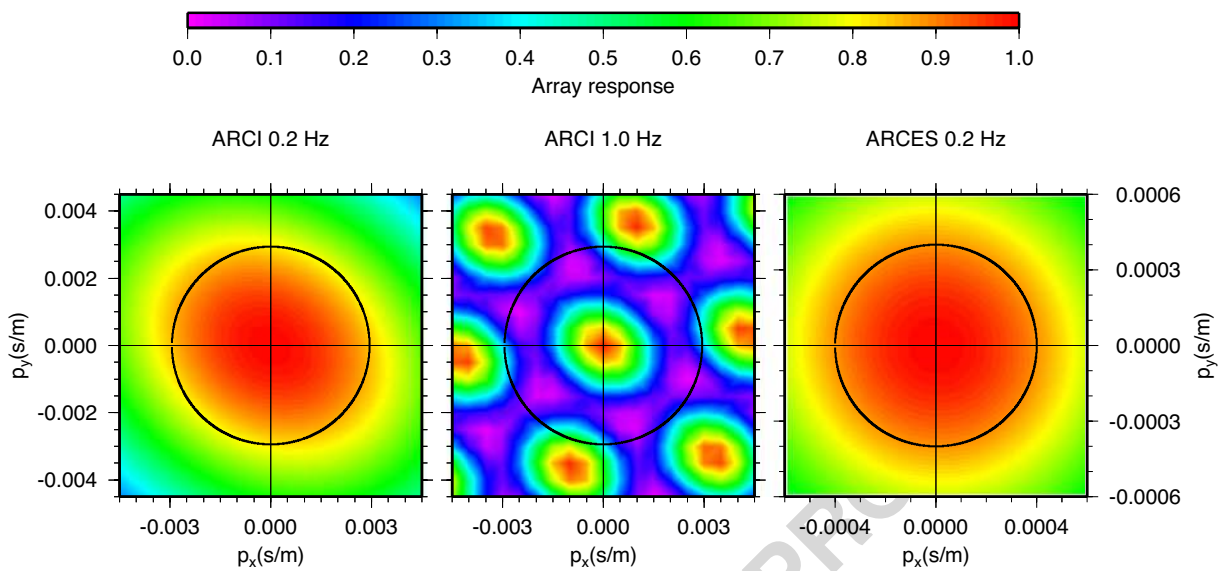 0.0 0.1 0.2 0.3 0.4 0.5 0.6 0.7 0.8 0.9 1.0
Array response
ARCI 0.2 Hz ARCI 1.0 Hz ARCES 0.2 Hz
0.004 0.0006
0.002 0.0003
0.000 0.0000
-0.002 -0.0003
-0.004 -0.0006
py(s/m) py(s/m)
-0.003 0.000 0.003 -0.003 0.000 0.003 -0.0004 0.0000 0.0004
px(s/m) px(s/m) px(s/m)